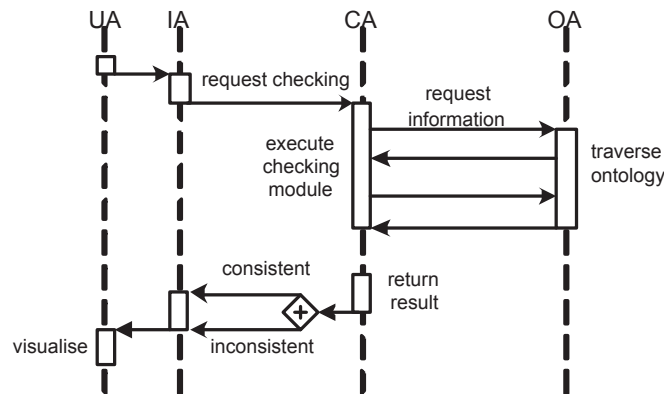 UA
IA
CA
OA
request checking
request
information
execute
checking
module
traverse
ontology
consistent
return
result
inconsistent
visualise